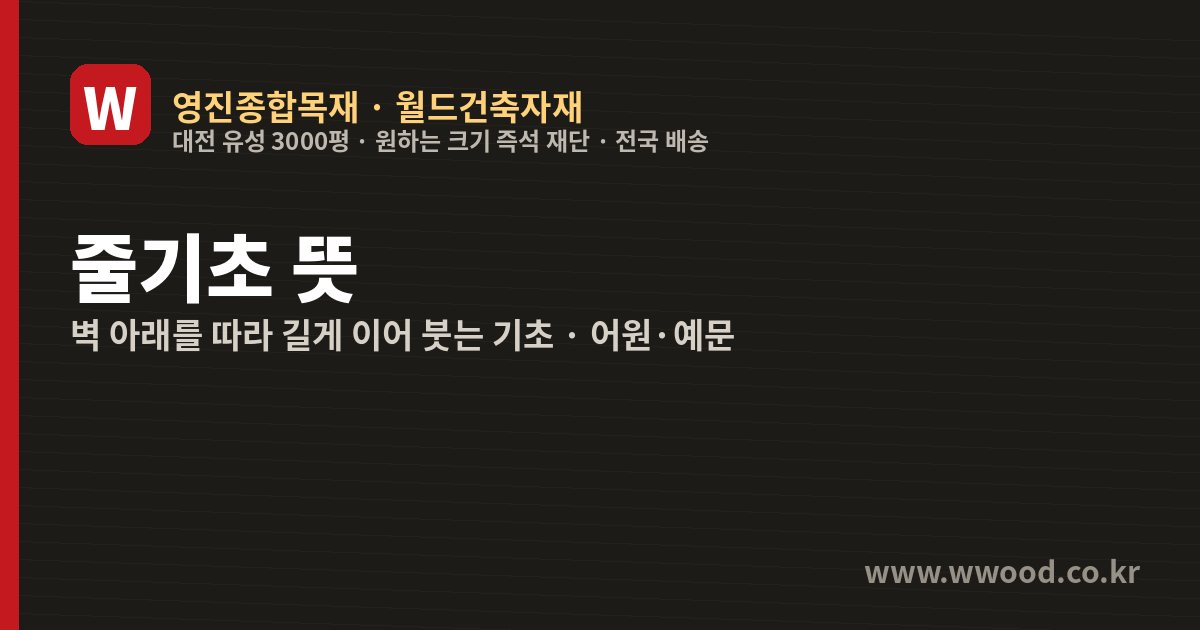 W
영진종합목재 · 월드건축자재
대전 유성 3000평 · 원하는 크기 즉석 재단 · 전국 배송
줄기초 뜻
벽 아래를 따라 길게 이어 붓는 기초 · 어원·예문
www.wwood.co.kr